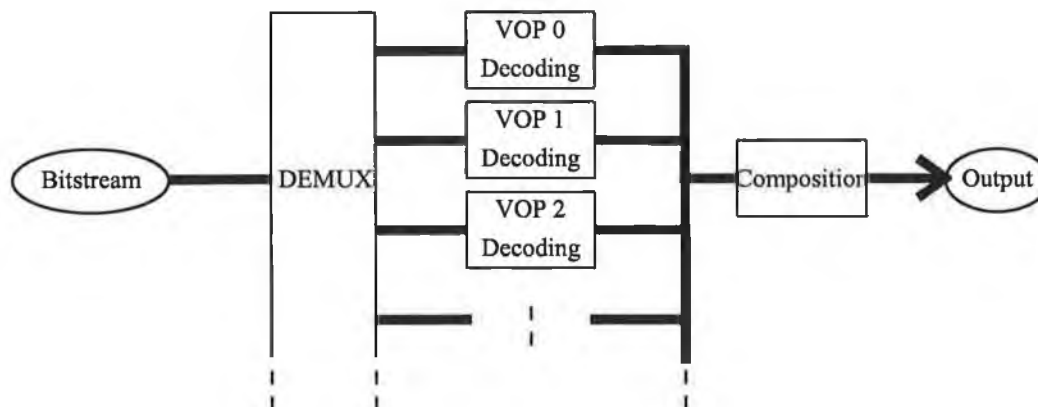 VOP 0
Decoding
VOP 1
Decoding
Bitstream
DEMUX
Composition
Output
VOP 2
Decoding